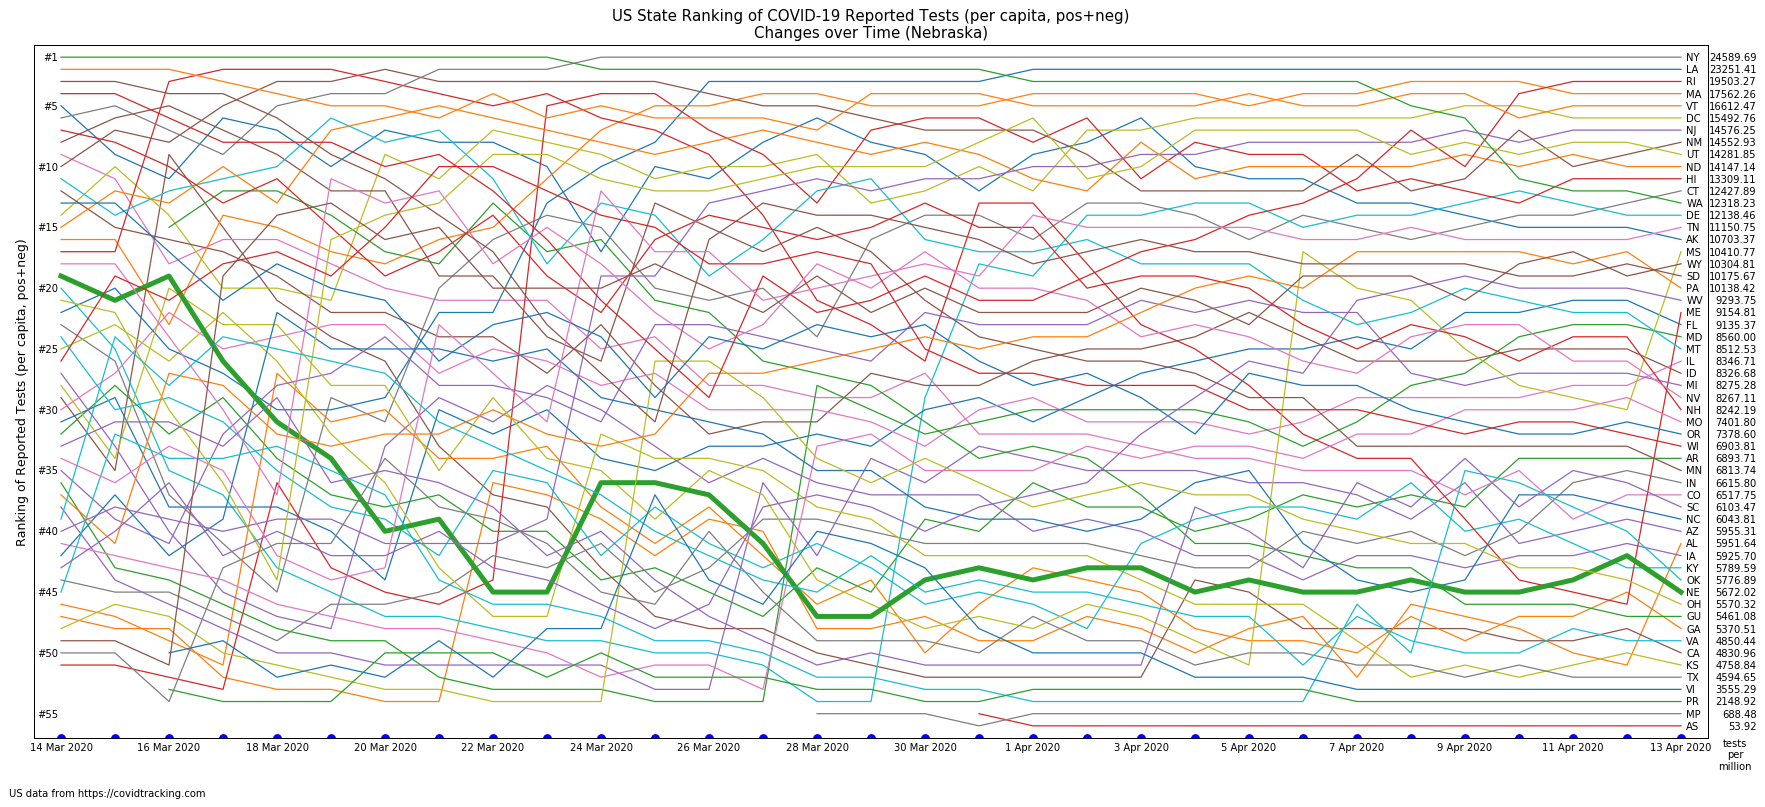 US State Ranking of COVID-19 Reported Tests (per capita, pos+neg)
Changes over Time (Nebraska)
Ranking of Reported Tests (per capita, pos+neg)
#1
#5
#10
#15
#20
#25
#30
#35
#40
#45
#50
#55
NY 24589.69
LA 23251.41
RI 19503.27
MA 17562.26
VT 16612.47
DC 15492.76
NJ 14576.25
NM 14552.93
UT 14281.85
ND 14147.14
HI 13309.11
CT 12427.89
WA 12318.23
DE 12138.46
TN 11150.75
AK 10703.37
MS 10410.77
WY 10304.81
SD 10175.67
PA 10138.42
WV 9293.75
ME 9154.81
FL 9135.37
MD 8560.00
MT 8512.53
IL 8346.71
ID 8326.68
MI 8275.28
NV 8267.11
NH 8242.19
MO 7401.80
OR 7378.60
WI 6903.81
AR 6893.71
MN 6813.74
IN 6615.80
CO 6517.75
SC 6103.47
NC 6043.81
AZ 5955.31
AL 5951.64
IA 5925.70
KY 5789.59
OK 5776.89
NE 5672.02
OH 5570.32
GU 5461.08
GA 5370.51
VA 4850.44
CA 4830.96
KS 4758.84
TX 4594.65
VI 3555.29
PR 2148.92
MP 688.48
AS 53.92
14 Mar 2020 16 Mar 2020 18 Mar 2020 20 Mar 2020 22 Mar 2020 24 Mar 2020 26 Mar 2020 28 Mar 2020 30 Mar 2020 1 Apr 2020 3 Apr 2020 5 Apr 2020 7 Apr 2020 9 Apr 2020 11 Apr 2020 13 Apr 2020
tests
per
million
US data from https://covidtracking.com